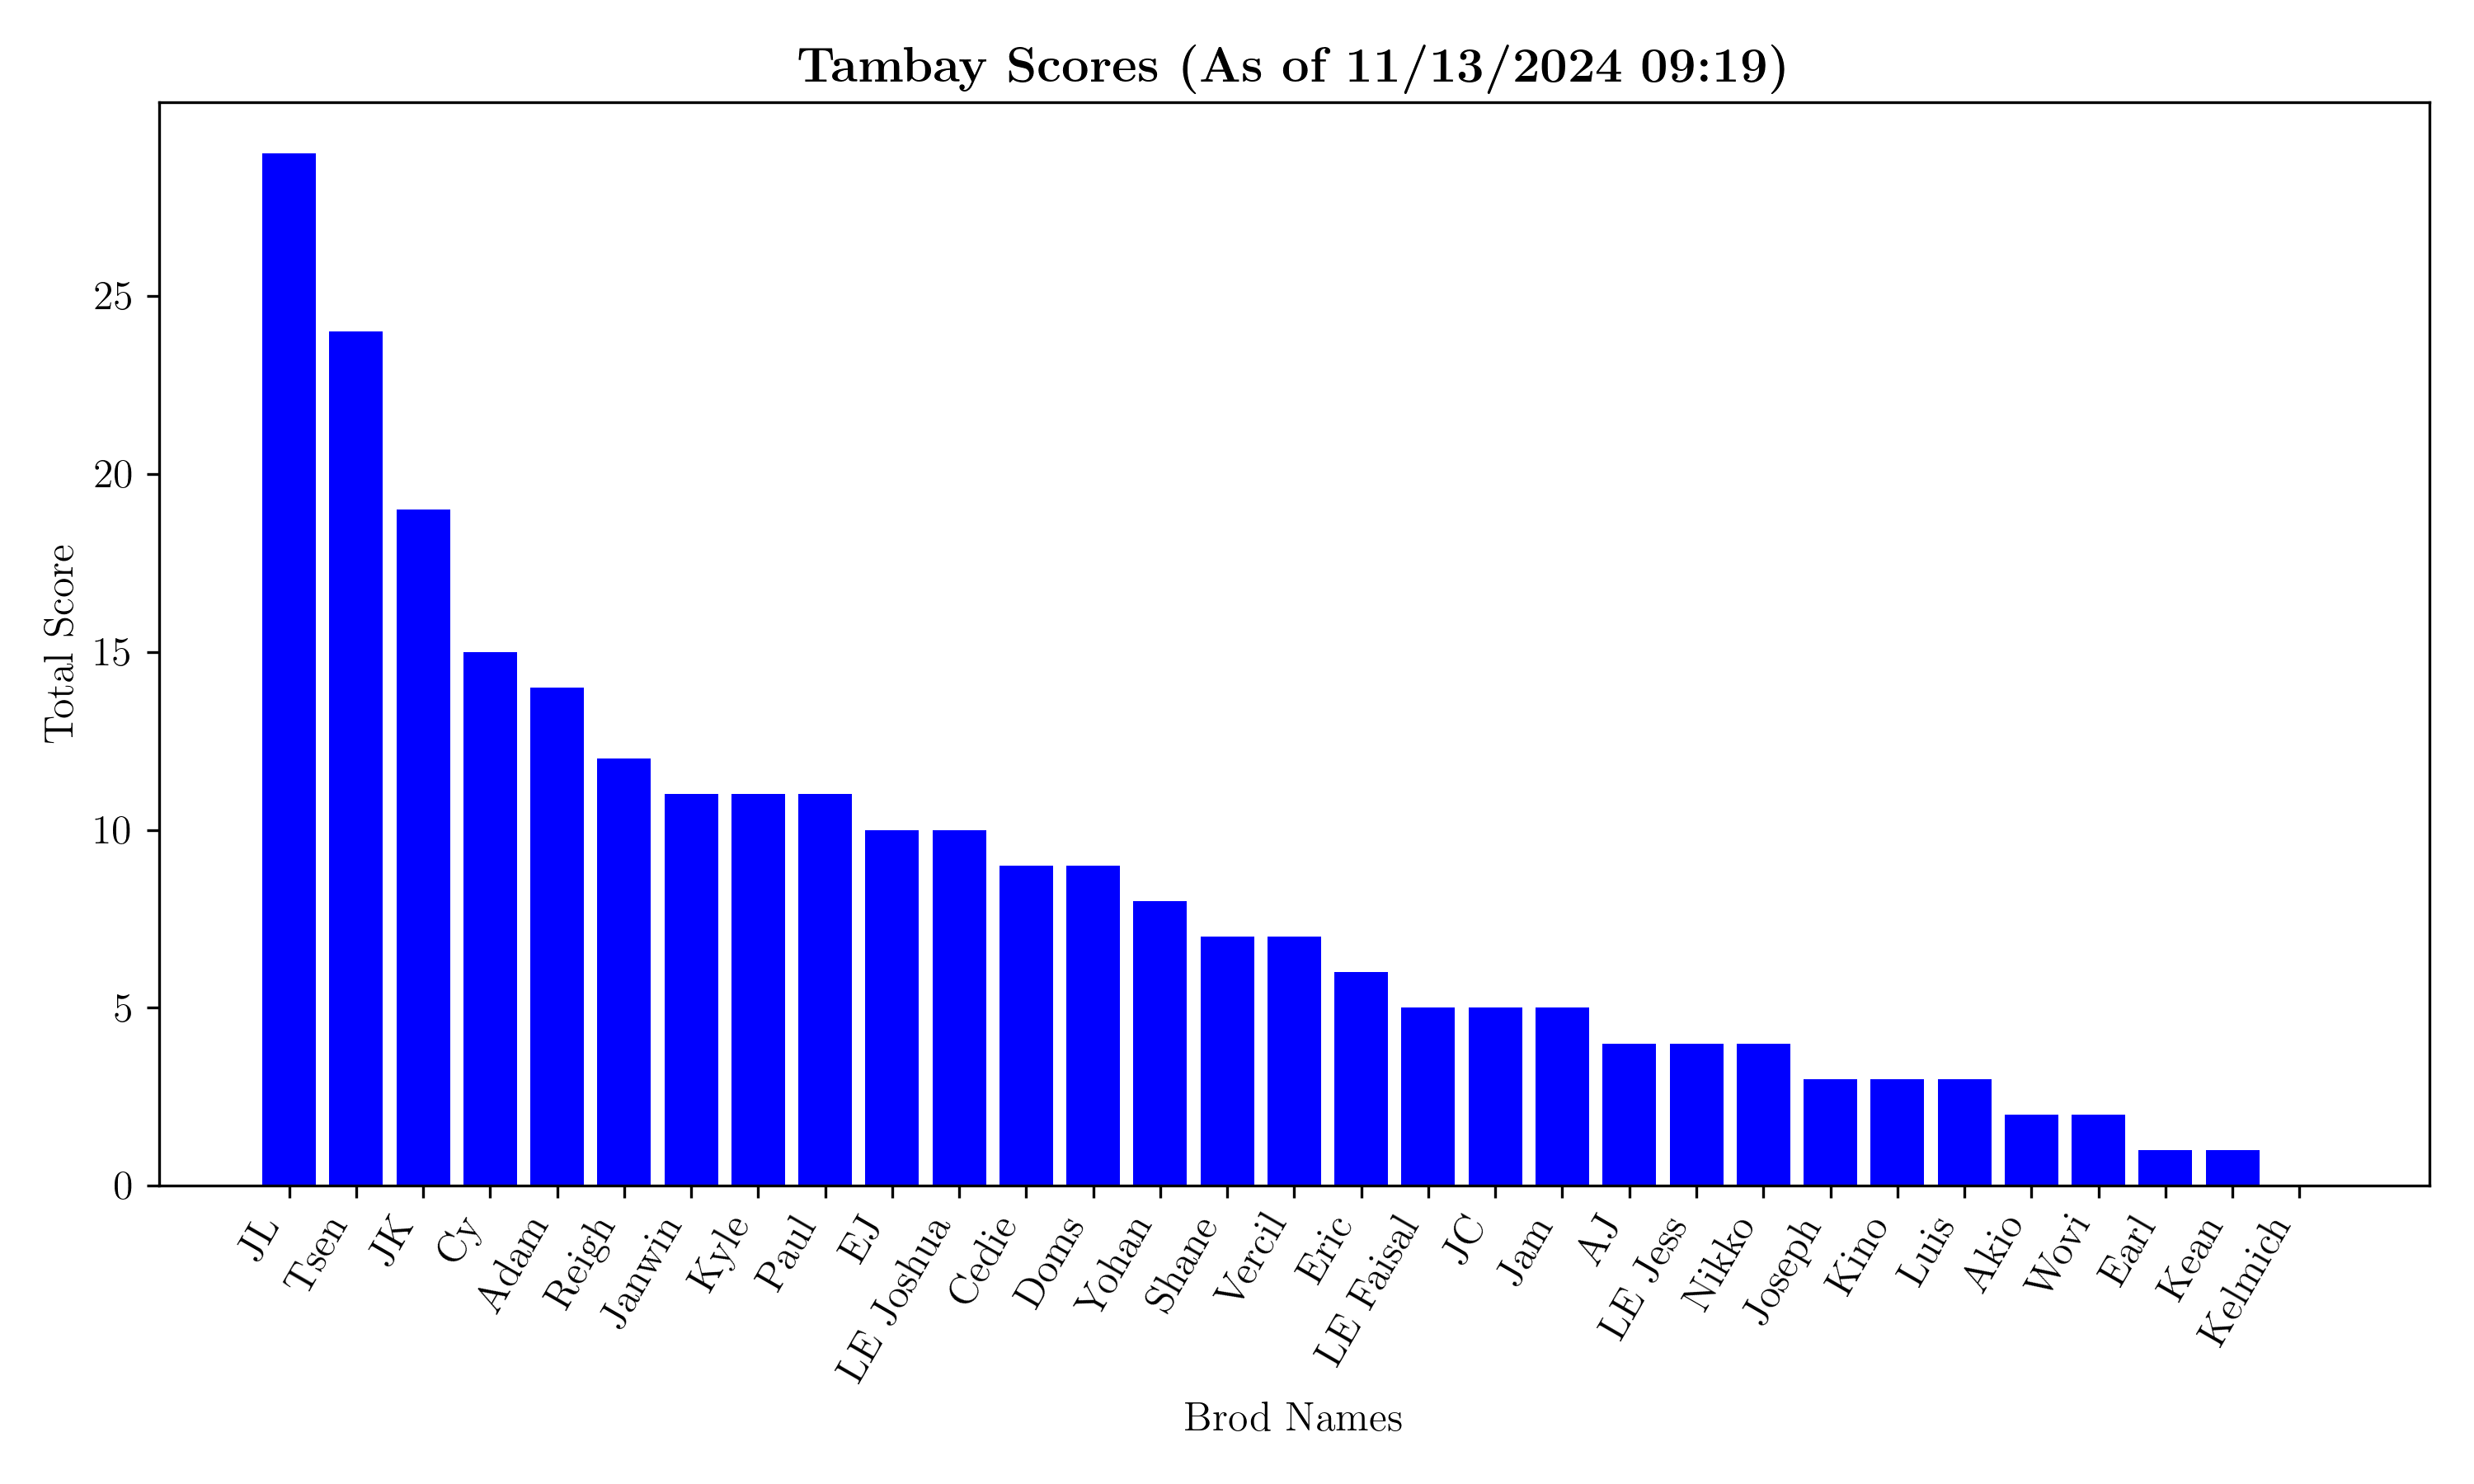 Tambay Scores (As of 11/13/2024 09:19)
Total Score
25
20
15
10
5
0
JL
Tsen
JK
Cy
Adam
Reigh
Janwin
Kyle
Paul
EJ
LE Joshua
Cedie
Doms
Yohan
Shane
Vercil
Eric
LE Faisal
JC
Jam
AJ
LE Jess
Nikko
Joseph
Kino
Luis
Akio
Wovi
Earl
Kean
Kelmich
Brod Names